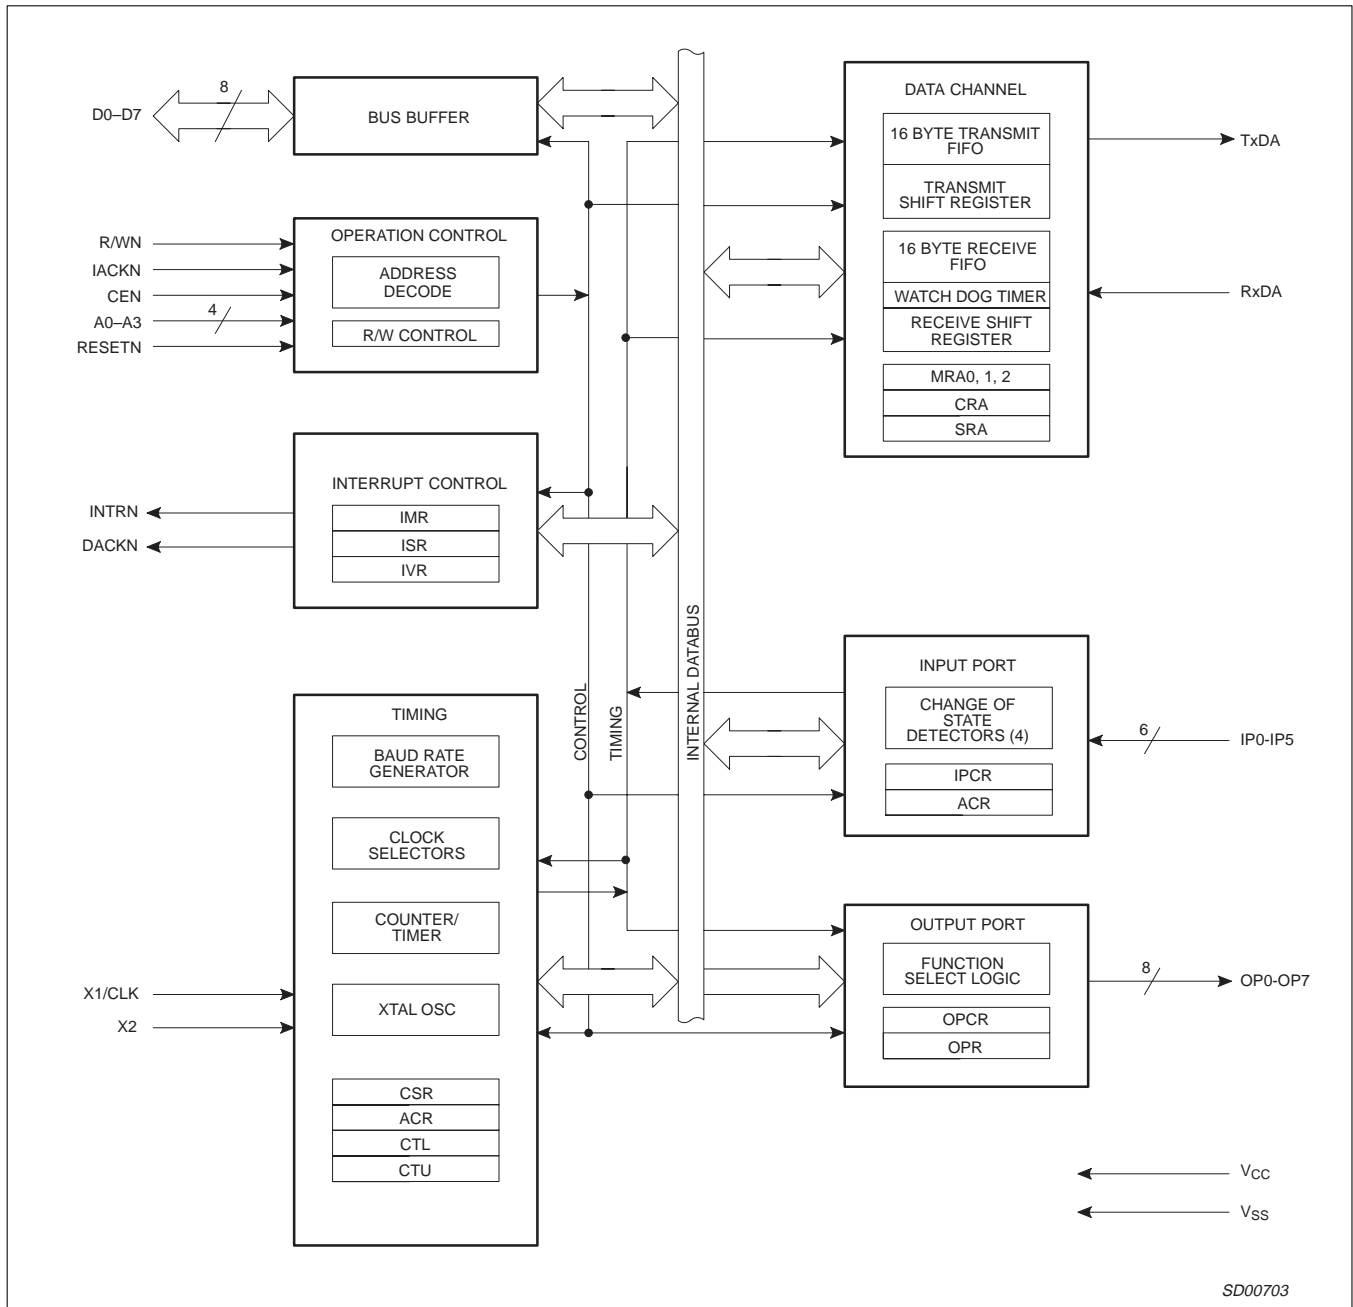 D0–D7
8
BUS BUFFER
R/WN
IACKN
CEN
A0–A3
4
RESETN
OPERATION CONTROL
ADDRESS
DECODE
R/W CONTROL
INTRN
DACKN
INTERRUPT CONTROL
IMR
ISR
IVR
TIMING
BAUD RATE
GENERATOR
CLOCK
SELECTORS
COUNTER/
TIMER
X1/CLK
X2
XTAL OSC
CSR
ACR
CTL
CTU
CONTROL
TIMING
INTERNAL DATABUS
DATA CHANNEL
16 BYTE TRANSMIT
FIFO
TRANSMIT
SHIFT REGISTER
16 BYTE RECEIVE
FIFO
WATCH DOG TIMER
RECEIVE SHIFT
REGISTER
MRA0, 1, 2
CRA
SRA
TxDA
RxDA
INPUT PORT
CHANGE OF
STATE
DETECTORS (4)
IPCR
ACR
6
IP0-IP5
OUTPUT PORT
FUNCTION
SELECT LOGIC
OPCR
OPR
8
OP0-OP7
VCC
VSS
SD00703